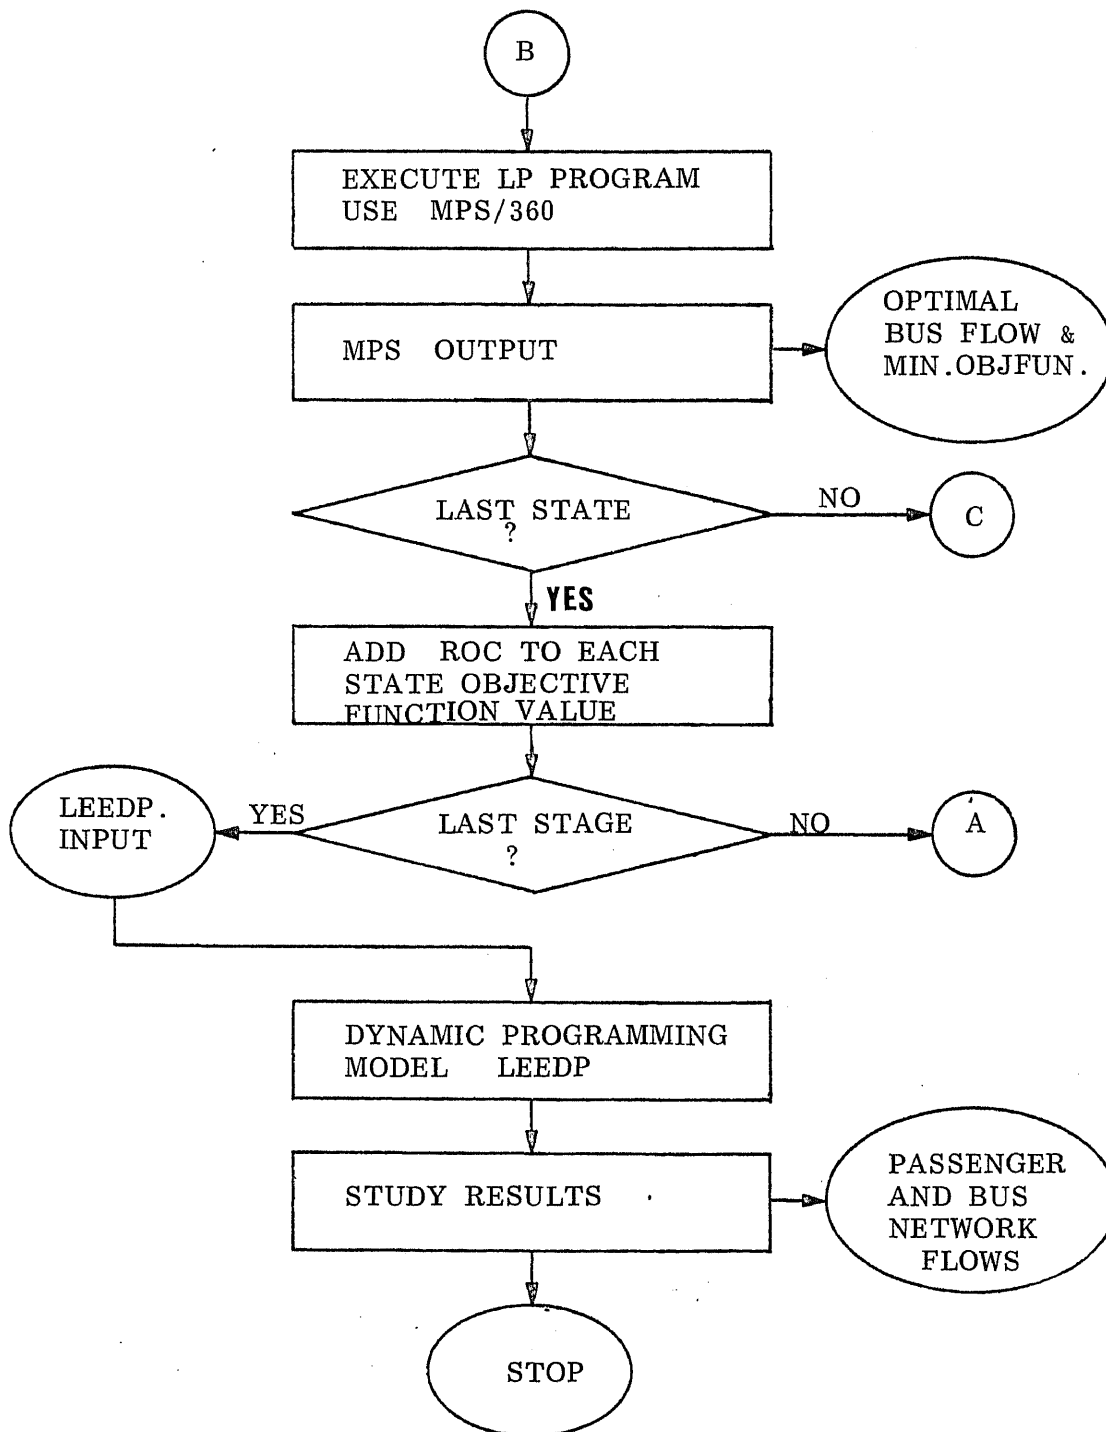 B
EXECUTE LP PROGRAM
USE MPS/360
MPS OUTPUT
OPTIMAL
BUS FLOW &
MIN.OBJFUN.
LAST STATE
?
NO
C
YES
ADD ROC TO EACH
STATE OBJECTIVE
FUNCTION VALUE
LEEDP.
INPUT
YES
LAST STAGE
?
NO
A
DYNAMIC PROGRAMMING
MODEL LEEDP
STUDY RESULTS
PASSENGER
AND BUS
NETWORK
FLOWS
STOP